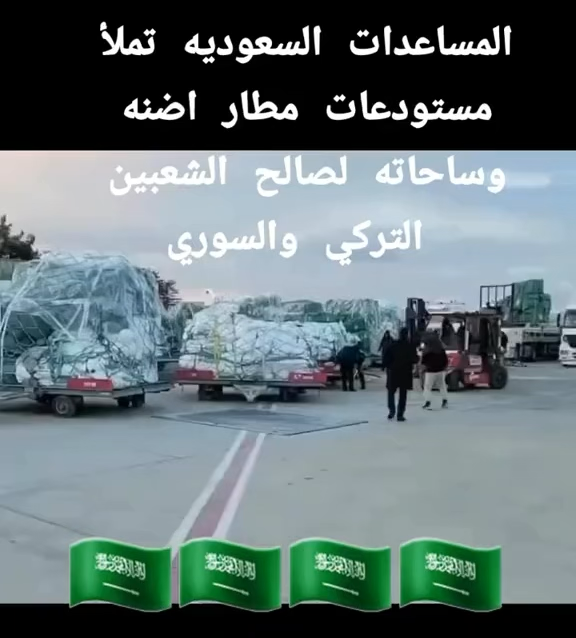 المساعدات السعوديه تملأ
مستودعات مطار اضنه
وساحاته لصالح الشعبين
التركي والسوري